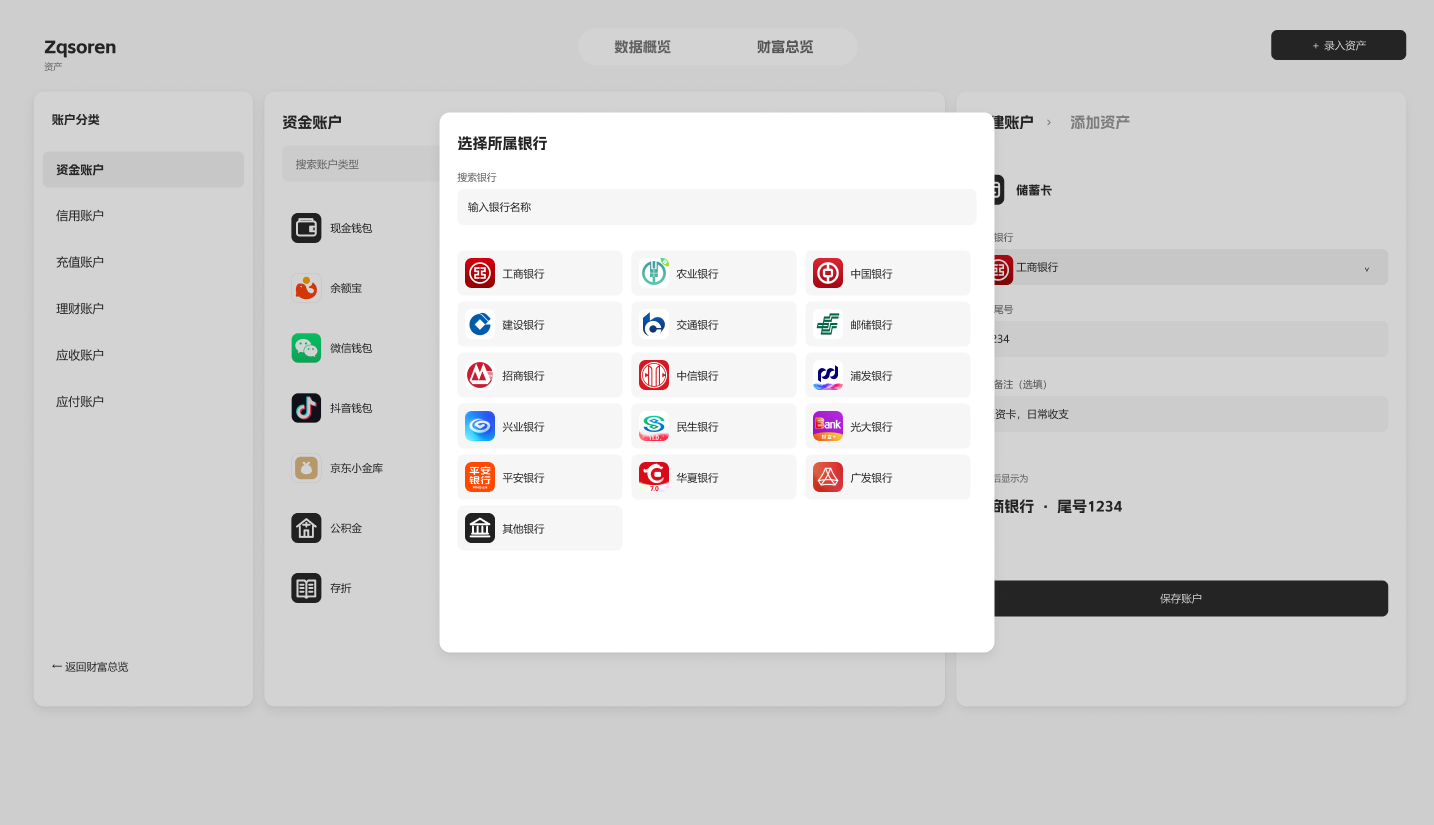 Zqsoren
资产
数据概览
财富总览
+ 录入资产
账户分类
资金账户
信用账户
充值账户
理财账户
应收账户
应付账户
← 返回财富总览
资金账户
搜索账户类型
现金钱包
余额宝
微信钱包
抖音钱包
京东小金库
公积金
存折
选择所属银行
搜索银行
输入银行名称
工商银行
农业银行
中国银行
建设银行
交通银行
邮储银行
招商银行
中信银行
浦发银行
兴业银行
民生银行
11.0
Bank
光大银行
平安银行
平安银行
7.0
华夏银行
广发银行
其他银行
建账户 › 添加资产
储蓄卡
银行
工商银行
尾号
234
备注（选填）
资卡，日常收支
后显示为
商银行 · 尾号1234
保存账户